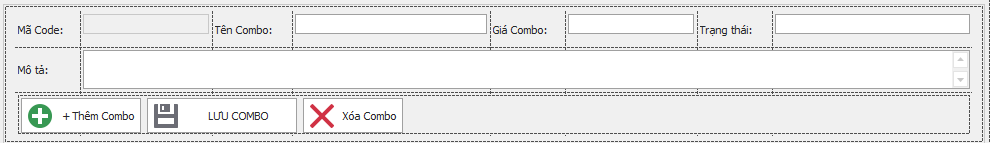 Mã Code: Tên Combo: Giá Combo: Trạng thái:
Mô tả:
+ Thêm Combo LƯU COMBO Xóa Combo